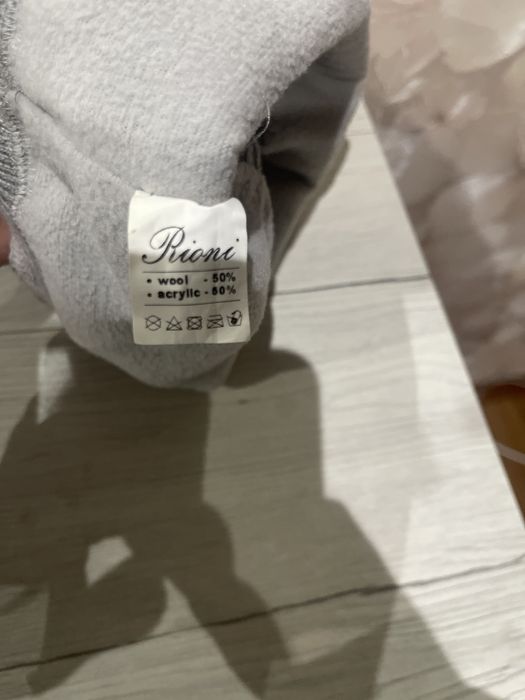 Rioni
• wool - 50%
• acrylic - 50%